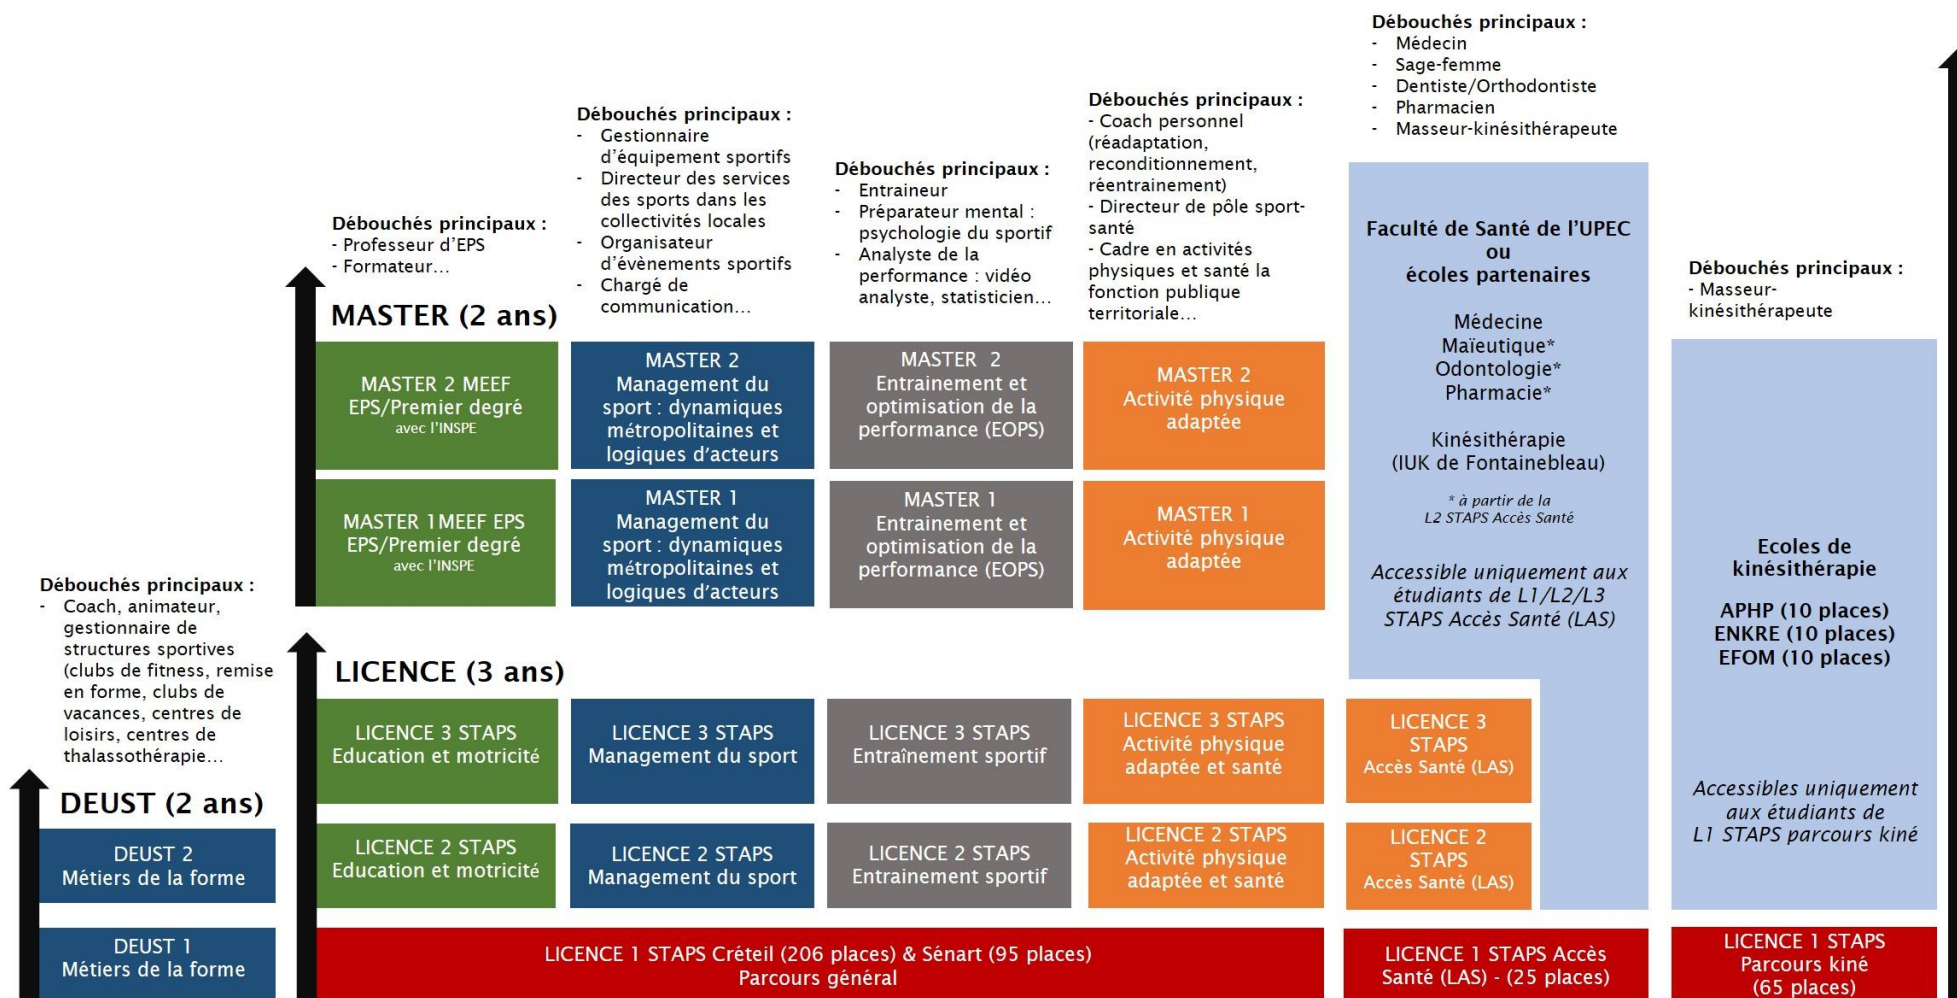 Débouchés principaux :
- Coach, animateur,
gestionnaire de
structures sportives
(clubs de fitness, remise
en forme, clubs de
vacances, centres de
loisirs, centres de
thalassothérapie…
DEUST (2 ans)
DEUST 2
Métiers de la forme
DEUST 1
Métiers de la forme
Débouchés principaux :
- Professeur d’EPS
- Formateur…
MASTER (2 ans)
MASTER 2 MEEF
EPS/Premier degré
avec l’INSPE
MASTER 1MEEF EPS
EPS/Premier degré
avec l’INSPE
LICENCE (3 ans)
LICENCE 3 STAPS
Education et motricité
LICENCE 2 STAPS
Education et motricité
Débouchés principaux :
- Gestionnaire
d’équipement sportifs
- Directeur des services
des sports dans les
collectivités locales
- Organisateur
d’évènements sportifs
- Chargé de
communication…
MASTER 2
Management du
sport : dynamiques
métropolitaines et
logiques d’acteurs
MASTER 1
Management du
sport : dynamiques
métropolitaines et
logiques d’acteurs
LICENCE 3 STAPS
Management du sport
LICENCE 2 STAPS
Management du sport
Débouchés principaux :
- Entraineur
- Préparateur mental :
psychologie du sportif
- Analyste de la
performance : vidéo
analyste, statisticien…
MASTER 2
Entrainement et
optimisation de la
performance (EOPS)
MASTER 1
Entrainement et
optimisation de la
performance (EOPS)
LICENCE 3 STAPS
Entraînement sportif
LICENCE 2 STAPS
Entrainement sportif
Débouchés principaux :
- Coach personnel
(réadaptation,
reconditionnement,
réentrainement)
- Directeur de pôle sport-
santé
- Cadre en activités
physiques et santé la
fonction publique
territoriale…
MASTER 2
Activité physique
adaptée
MASTER 1
Activité physique
adaptée
LICENCE 3 STAPS
Activité physique
adaptée et santé
LICENCE 2 STAPS
Activité physique
adaptée et santé
LICENCE 1 STAPS Créteil (206 places) & Sénart (95 places)
Parcours général
Débouchés principaux :
- Médecin
- Sage-femme
- Dentiste/Orthodontiste
- Pharmacien
- Masseur-kinésithérapeute
Faculté de Santé de l’UPEC
ou
écoles partenaires
Médecine
Maïeutique*
Odontologie*
Pharmacie*
Kinésithérapie
(IUK de Fontainebleau)
* à partir de la
L2 STAPS Accès Santé
Accessible uniquement aux
étudiants de L1/L2/L3
STAPS Accès Santé (LAS)
LICENCE 3
STAPS
Accès Santé (LAS)
LICENCE 2
STAPS
Accès Santé (LAS)
LICENCE 1 STAPS Accès
Santé (LAS) - (25 places)
Débouchés principaux :
- Masseur-
kinésithérapeute
Ecoles de
kinésithérapie
APHP (10 places)
ENKRE (10 places)
EFOM (10 places)
Accessibles uniquement
aux étudiants de
L1 STAPS parcours kiné
LICENCE 1 STAPS
Parcours kiné
(65 places)